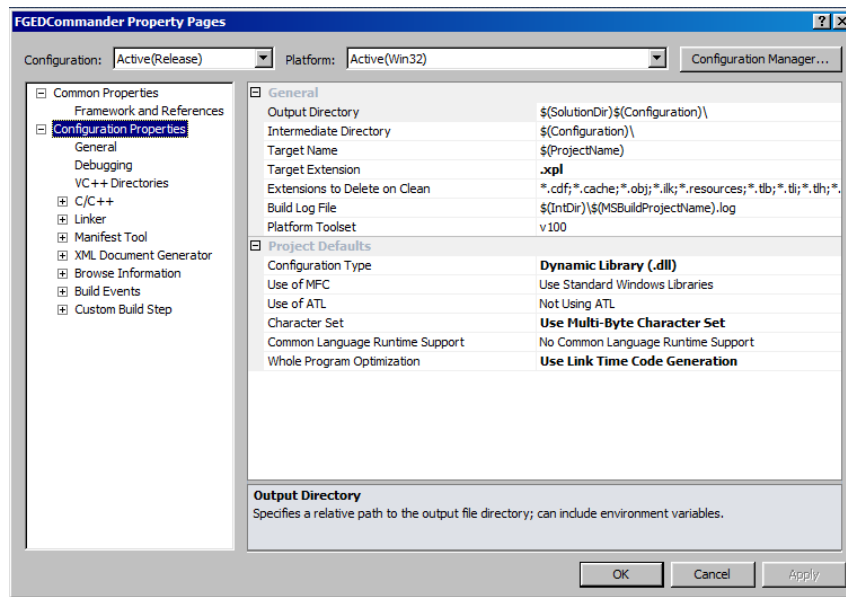 FGEDCommander Property Pages
Configuration: Active(Release) Platform: Active(Win32) Configuration Manager...
Common Properties
Framework and References
Configuration Properties
General
Debugging
VC++ Directories
C/C++
Linker
Manifest Tool
XML Document Generator
Browse Information
Build Events
Custom Build Step
General
Output Directory $(SolutionDir)$(Configuration)\
Intermediate Directory $(Configuration)\
Target Name $(ProjectName)
Target Extension .xpl
Extensions to Delete on Clean *.cdf;*.cache;*.obj;*.ilk;*.resources;*.tlb;*.tli;*.tlh;*.
Build Log File $(IntDir)\$(MSBuildProjectName).log
Platform Toolset v100
Project Defaults
Configuration Type Dynamic Library (.dll)
Use of MFC Use Standard Windows Libraries
Use of ATL Not Using ATL
Character Set Use Multi-Byte Character Set
Common Language Runtime Support No Common Language Runtime Support
Whole Program Optimization Use Link Time Code Generation
Output Directory
Specifies a relative path to the output file directory; can include environment variables.
OK Cancel Apply